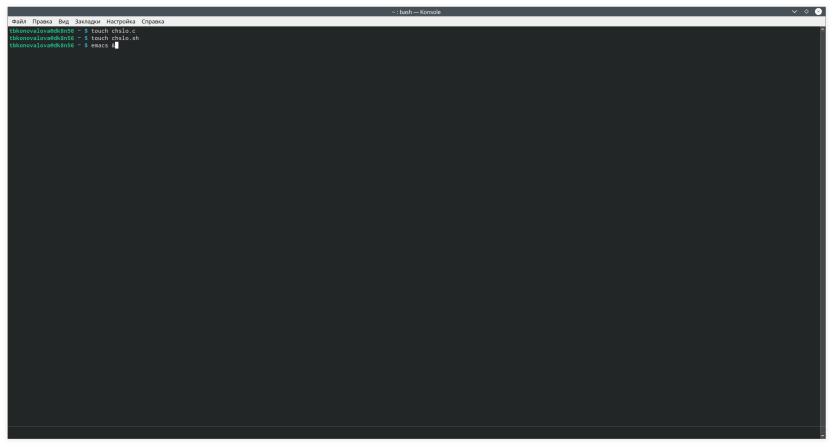 ~ : bash — Konsole
Файл Правка Вид Закладки Настройка Справка
tbkonovalova@dk8n56 ~ $ touch chslo.c
tbkonovalova@dk8n56 ~ $ touch chslo.sh
tbkonovalova@dk8n56 ~ $ emacs &